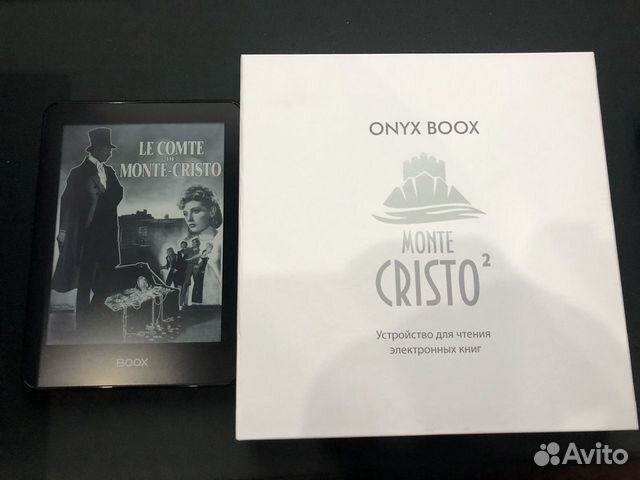 LE COMTE
DE
MONTE-CRISTO
BOOX
ONYX BOOX
MONTE
CRISTO²
Устройство для чтения
электронных книг
Avito